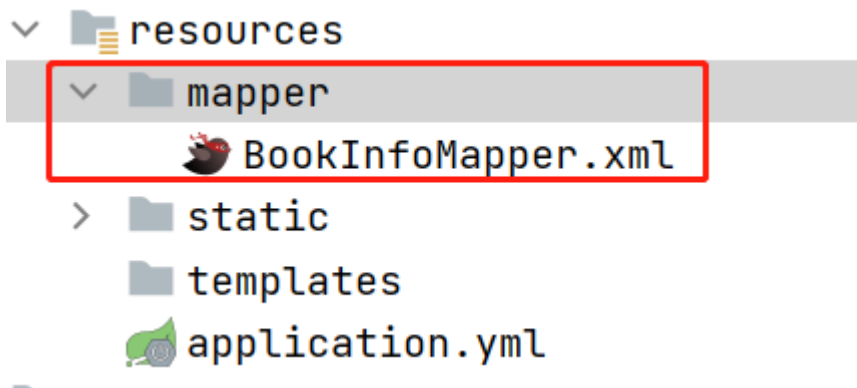 resources
mapper
BookInfoMapper.xml
static
templates
application.yml